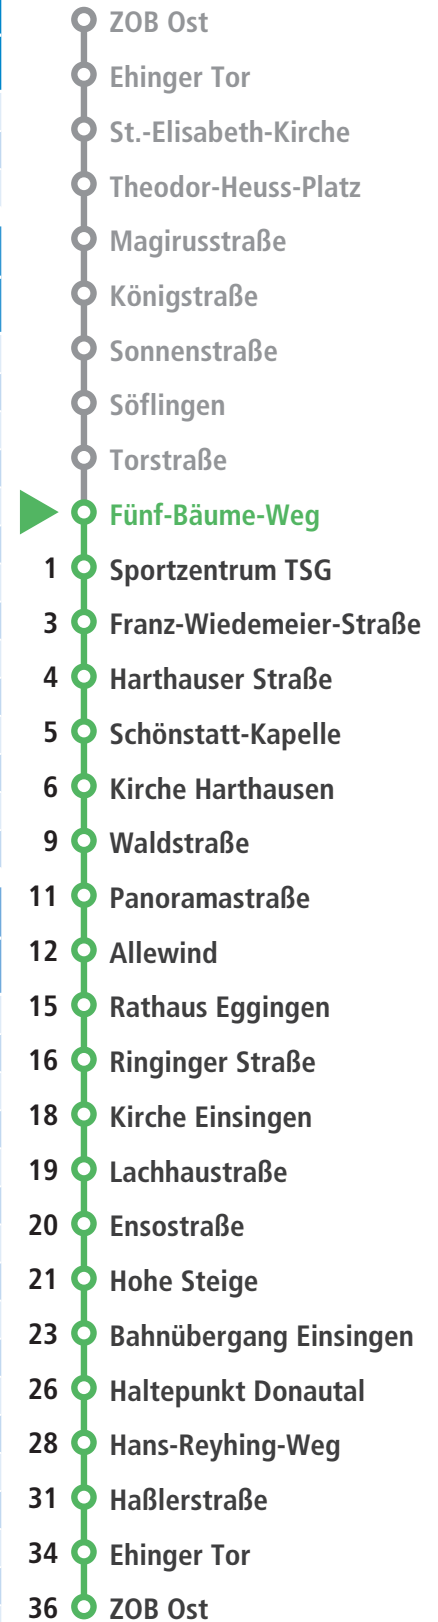 ZOB Ost
Ehinger Tor
St.-Elisabeth-Kirche
Theodor-Heuss-Platz
Magirusstraße
Königstraße
Sonnenstraße
Söflingen
Torstraße
Fünf-Bäume-Weg
1 Sportzentrum TSG
3 Franz-Wiedemeier-Straße
4 Harthauser Straße
5 Schönstatt-Kapelle
6 Kirche Harthausen
9 Waldstraße
11 Panoramastraße
12 Allewind
15 Rathaus Eggingen
16 Ringinger Straße
18 Kirche Einsingen
19 Lachhaustraße
20 Ensostraße
21 Hohe Steige
23 Bahnübergang Einsingen
26 Haltepunkt Donautal
28 Hans-Reyhing-Weg
31 Haßlerstraße
34 Ehinger Tor
36 ZOB Ost